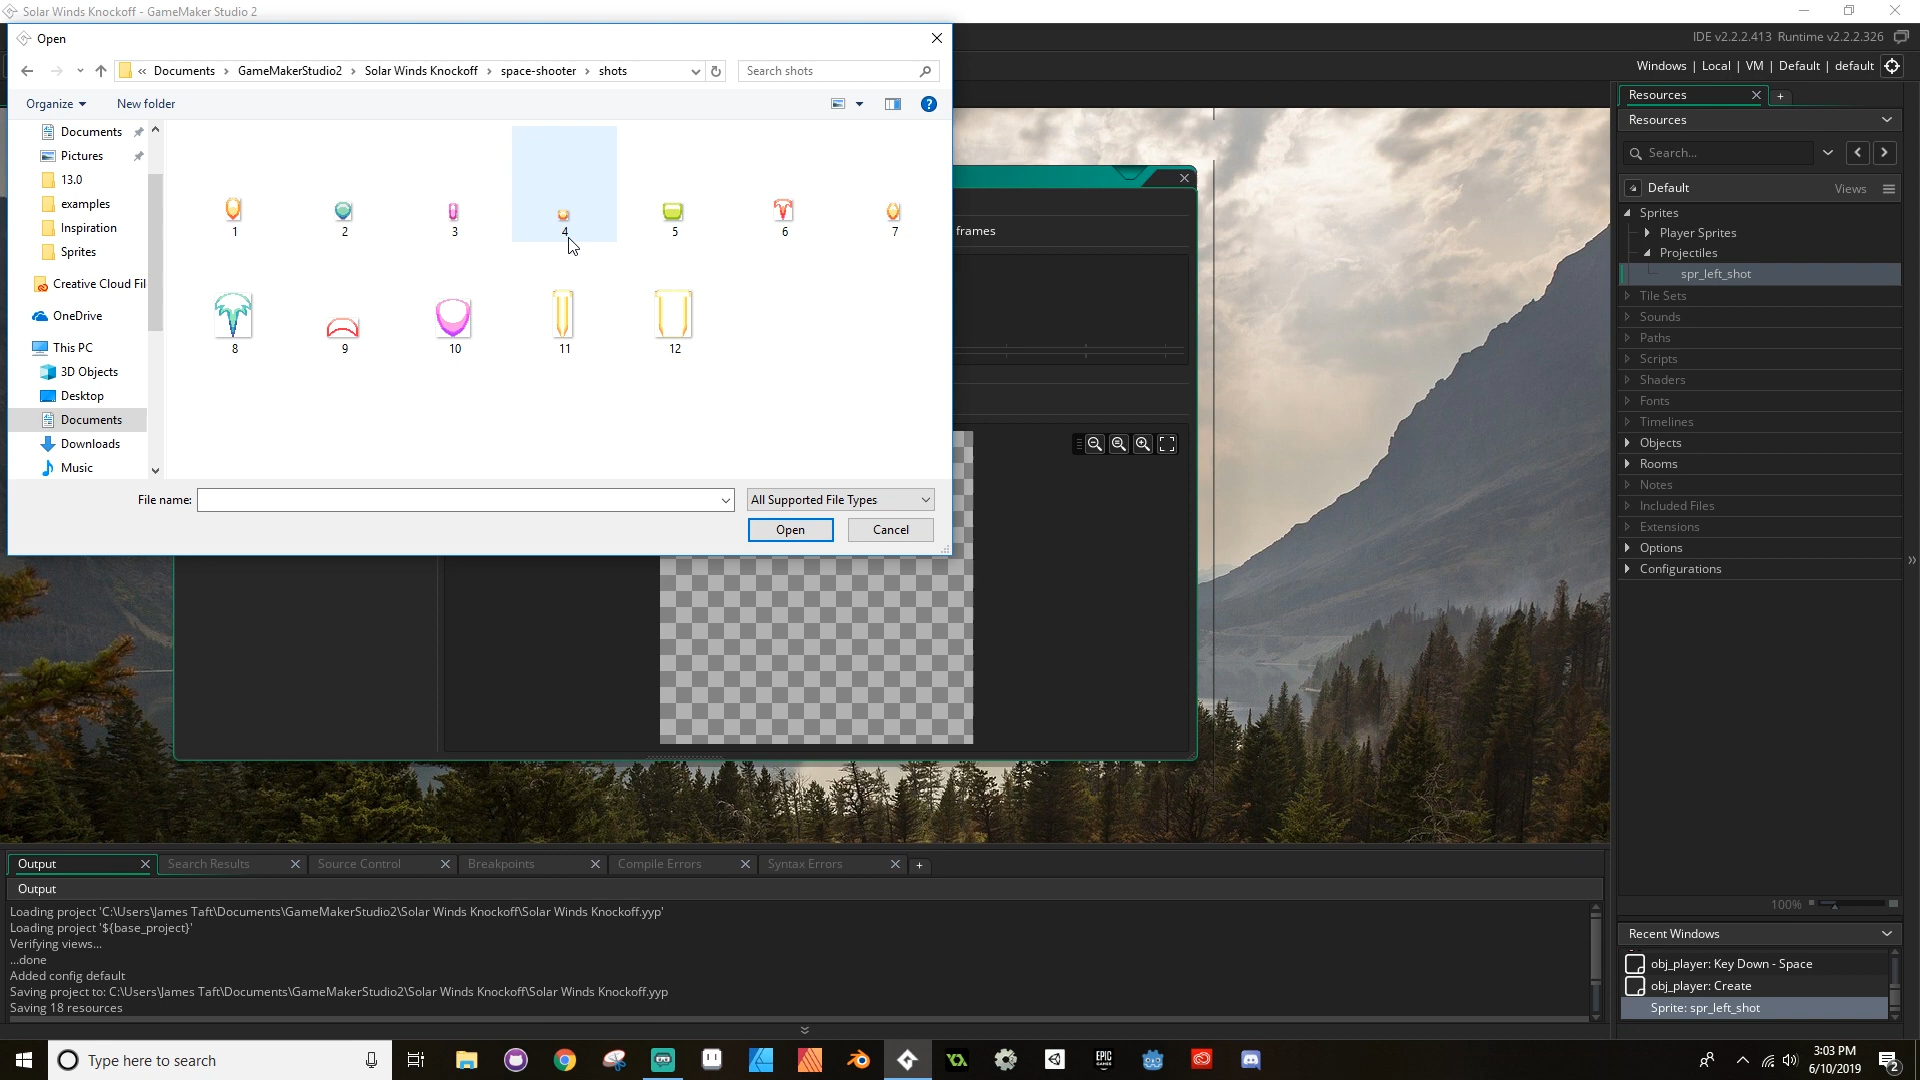 Solar Winds Knockoff - GameMaker Studio 2
Open
IDE v2.2.2.413 Runtime v2.2.2.326
« Documents › GameMakerStudio2 › Solar Winds Knockoff › space-shooter › shots
Search shots
Windows | Local | VM | Default | default
Organize
New folder
Resources
Resources
Search...
Default
Views
Documents
Pictures
13.0
examples
Inspiration
Sprites
Creative Cloud Fil
OneDrive
This PC
3D Objects
Desktop
Documents
Downloads
Music
1
2
3
4
5
6
7
8
9
10
11
12
frames
File name:
All Supported File Types
Open
Cancel
Sprites
Player Sprites
Projectiles
spr_left_shot
Tile Sets
Sounds
Paths
Scripts
Shaders
Fonts
Timelines
Objects
Rooms
Notes
Included Files
Extensions
Options
Configurations
100%
Recent Windows
obj_player: Key Down - Space
obj_player: Create
Sprite: spr_left_shot
Output
Search Results
Source Control
Breakpoints
Compile Errors
Syntax Errors
Output
Loading project 'C:\Users\James Taft\Documents\GameMakerStudio2\Solar Winds Knockoff\Solar Winds Knockoff.yyp'
Loading project '${base_project}'
Verifying views...
...done
Added config default
Saving project to: C:\Users\James Taft\Documents\GameMakerStudio2\Solar Winds Knockoff\Solar Winds Knockoff.yyp
Saving 18 resources
Type here to search
EPIC
GAMES
3:03 PM
6/10/2019
2